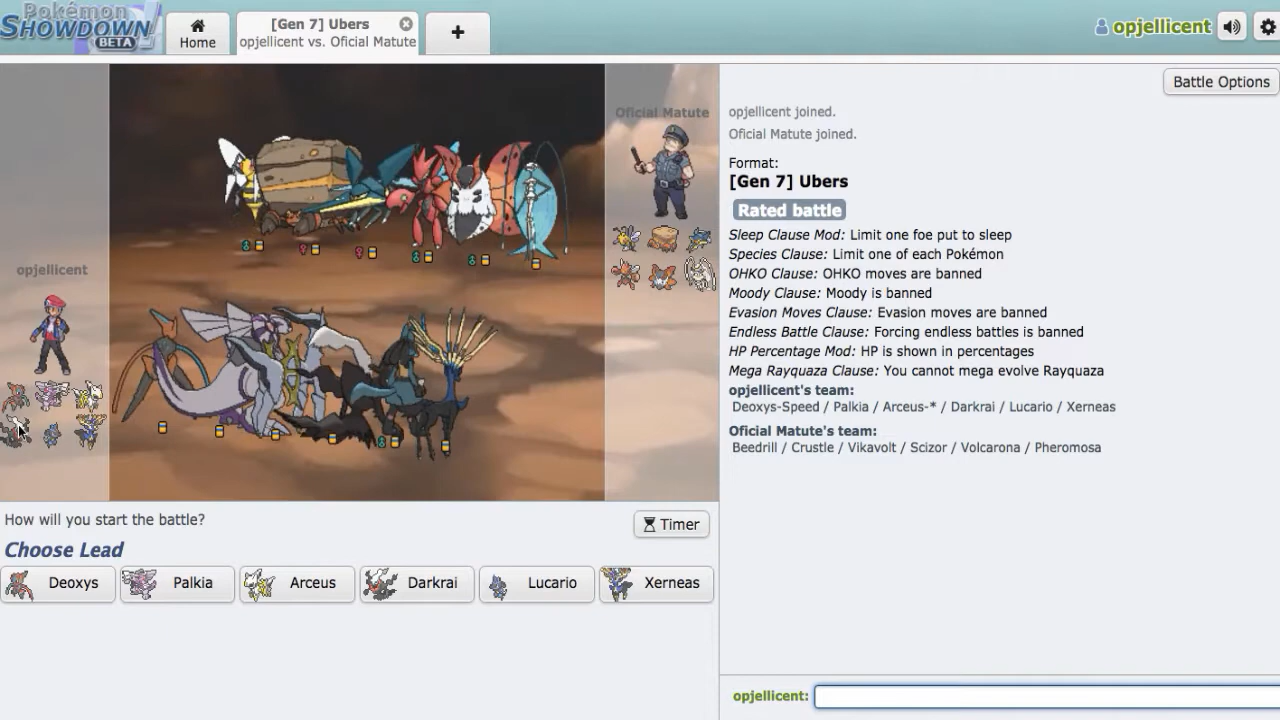 Pokémon
SHOWDOWN
BETA
Home
[Gen 7] Ubers
opjellicent vs. Oficial Matute
+
opjellicent
Battle Options
Oficial Matute
opjellicent
opjellicent joined.
Oficial Matute joined.
Format:
[Gen 7] Ubers
Rated battle
Sleep Clause Mod: Limit one foe put to sleep
Species Clause: Limit one of each Pokémon
OHKO Clause: OHKO moves are banned
Moody Clause: Moody is banned
Evasion Moves Clause: Evasion moves are banned
Endless Battle Clause: Forcing endless battles is banned
HP Percentage Mod: HP is shown in percentages
Mega Rayquaza Clause: You cannot mega evolve Rayquaza
opjellicent's team:
Deoxys-Speed / Palkia / Arceus-* / Darkrai / Lucario / Xerneas
Oficial Matute's team:
Beedrill / Crustle / Vikavolt / Scizor / Volcarona / Pheromosa
How will you start the battle?
Timer
Choose Lead
Deoxys Palkia Arceus Darkrai Lucario Xerneas
opjellicent: